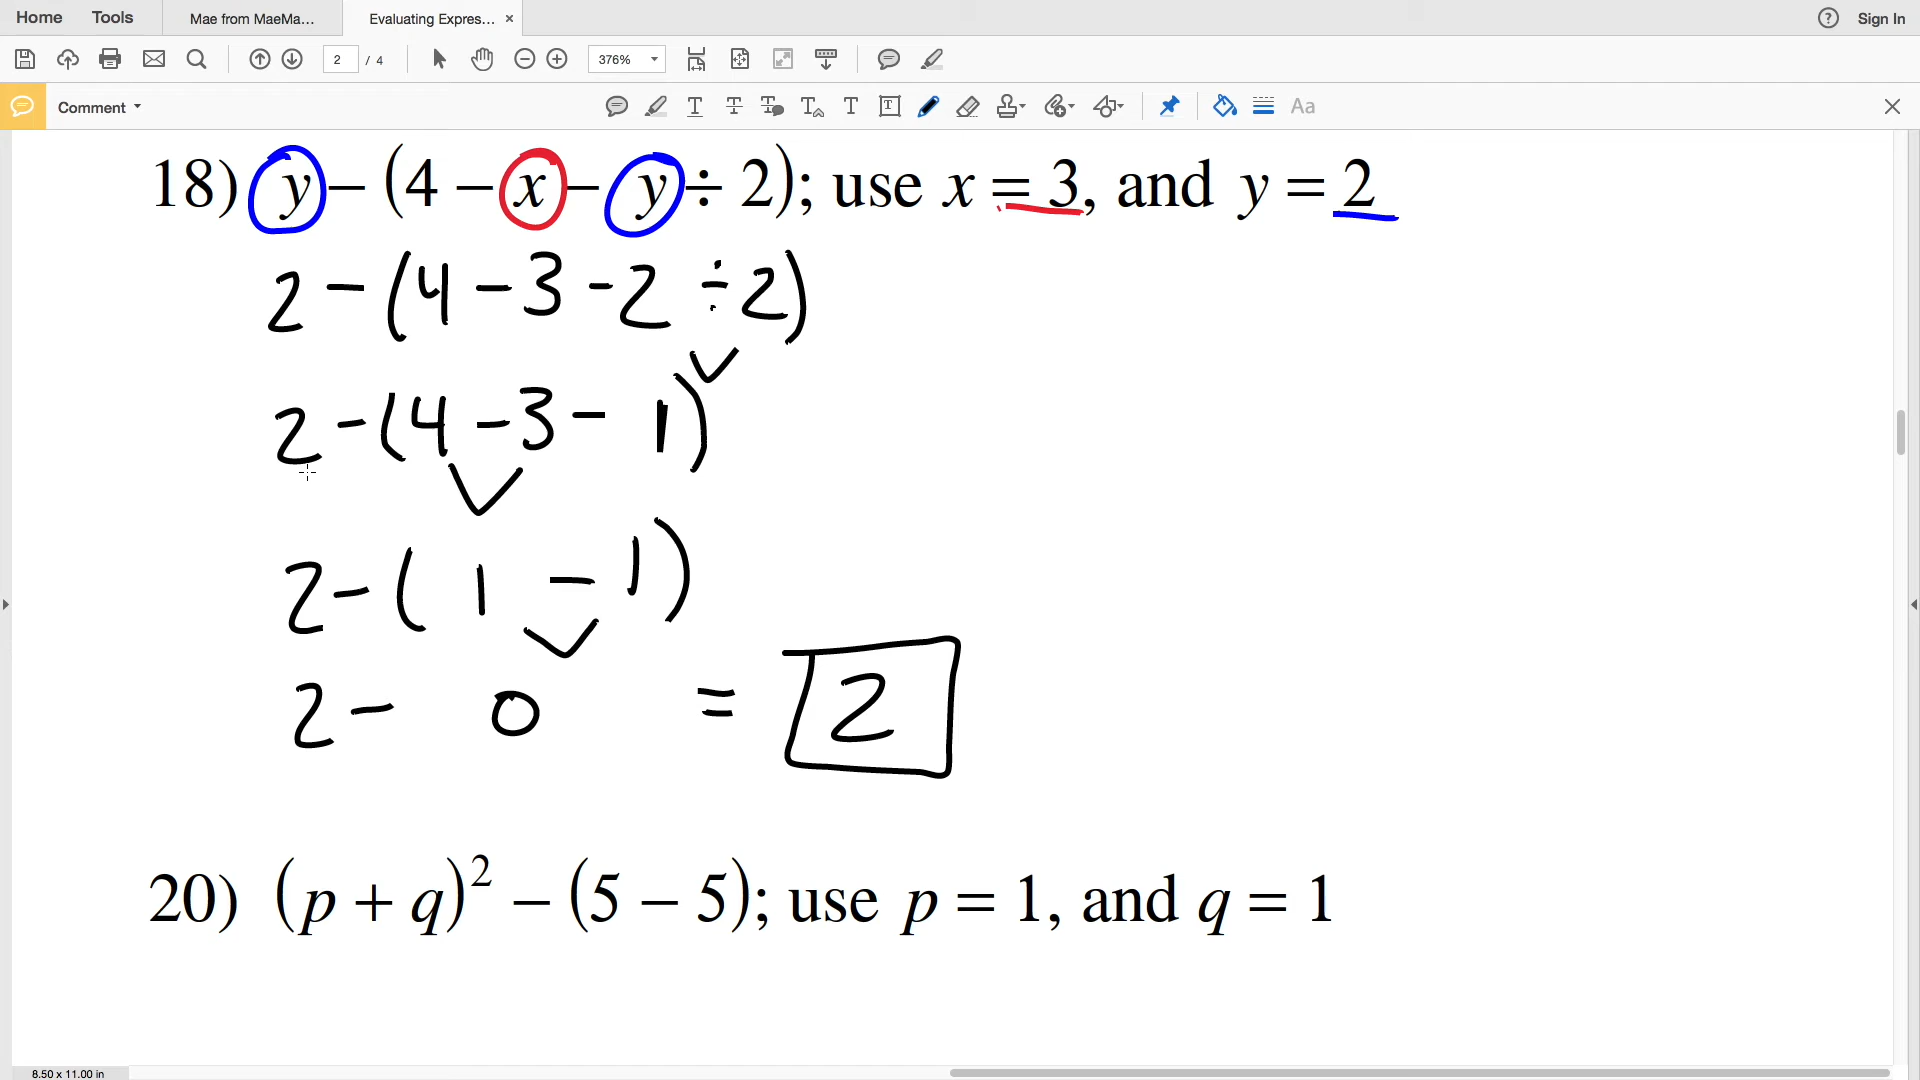 Home Tools Mae from MaeMa... Evaluating Expres... × ? Sign In
2 / 4 376%
Comment Aa
18) y − (4 − x − y ÷ 2); use x = 3, and y = 2
2 - (4 - 3 - 2 ÷ 2)
2 - (4 - 3 - 1)
2 - ( 1 - 1)
2 - 0 = 2
20) (p + q)² − (5 − 5); use p = 1, and q = 1
8.50 x 11.00 in